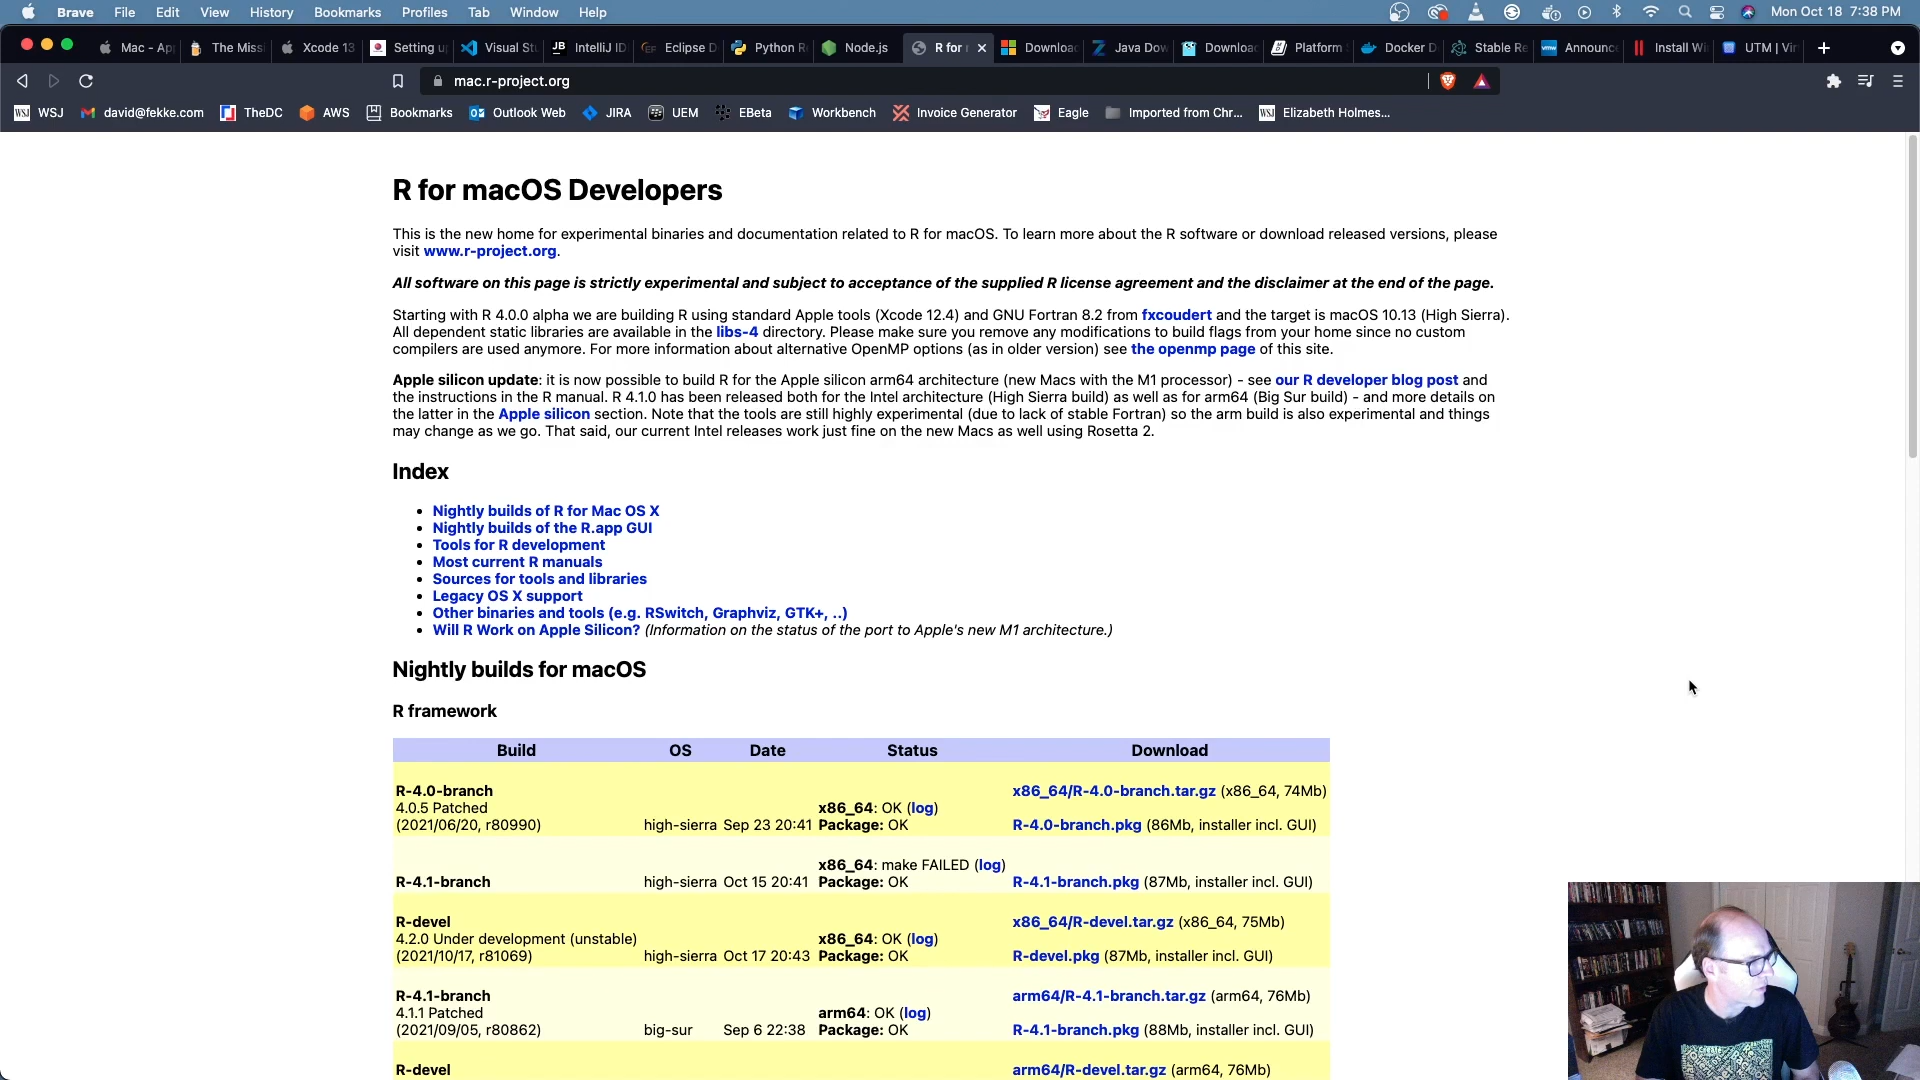 Brave File Edit View History Bookmarks Profiles Tab Window Help Mon Oct 18 7:38 PM
Mac - Ap The Miss Xcode 13 Setting u Visual Stu IntelliJ ID Eclipse D Python R Node.js R for Downloa Java Dow Downloa Platform Docker D Stable Re Announc Install Wi UTM | Vir
mac.r-project.org
WSJ david@fekke.com TheDC AWS Bookmarks Outlook Web JIRA UEM EBeta Workbench Invoice Generator Eagle Imported from Chr... Elizabeth Holmes...
R for macOS Developers
This is the new home for experimental binaries and documentation related to R for macOS. To learn more about the R software or download released versions, please
visit www.r-project.org.
All software on this page is strictly experimental and subject to acceptance of the supplied R license agreement and the disclaimer at the end of the page.
Starting with R 4.0.0 alpha we are building R using standard Apple tools (Xcode 12.4) and GNU Fortran 8.2 from fxcoudert and the target is macOS 10.13 (High Sierra).
All dependent static libraries are available in the libs-4 directory. Please make sure you remove any modifications to build flags from your home since no custom
compilers are used anymore. For more information about alternative OpenMP options (as in older version) see the openmp page of this site.
Apple silicon update: it is now possible to build R for the Apple silicon arm64 architecture (new Macs with the M1 processor) - see our R developer blog post and
the instructions in the R manual. R 4.1.0 has been released both for the Intel architecture (High Sierra build) as well as for arm64 (Big Sur build) - and more details on
the latter in the Apple silicon section. Note that the tools are still highly experimental (due to lack of stable Fortran) so the arm build is also experimental and things
may change as we go. That said, our current Intel releases work just fine on the new Macs as well using Rosetta 2.
Index
• Nightly builds of R for Mac OS X
• Nightly builds of the R.app GUI
• Tools for R development
• Most current R manuals
• Sources for tools and libraries
• Legacy OS X support
• Other binaries and tools (e.g. RSwitch, Graphviz, GTK+, ..)
• Will R Work on Apple Silicon? (Information on the status of the port to Apple's new M1 architecture.)
Nightly builds for macOS
R framework
Build OS Date Status Download
R-4.0-branch x86_64/R-4.0-branch.tar.gz (x86_64, 74Mb)
4.0.5 Patched x86_64: OK (log)
(2021/06/20, r80990) high-sierra Sep 23 20:41 Package: OK R-4.0-branch.pkg (86Mb, installer incl. GUI)
x86_64: make FAILED (log)
R-4.1-branch high-sierra Oct 15 20:41 Package: OK R-4.1-branch.pkg (87Mb, installer incl. GUI)
R-devel x86_64/R-devel.tar.gz (x86_64, 75Mb)
4.2.0 Under development (unstable) x86_64: OK (log)
(2021/10/17, r81069) high-sierra Oct 17 20:43 Package: OK R-devel.pkg (87Mb, installer incl. GUI)
R-4.1-branch arm64/R-4.1-branch.tar.gz (arm64, 76Mb)
4.1.1 Patched arm64: OK (log)
(2021/09/05, r80862) big-sur Sep 6 22:38 Package: OK R-4.1-branch.pkg (88Mb, installer incl. GUI)
R-devel arm64/R-devel.tar.gz (arm64, 76Mb)